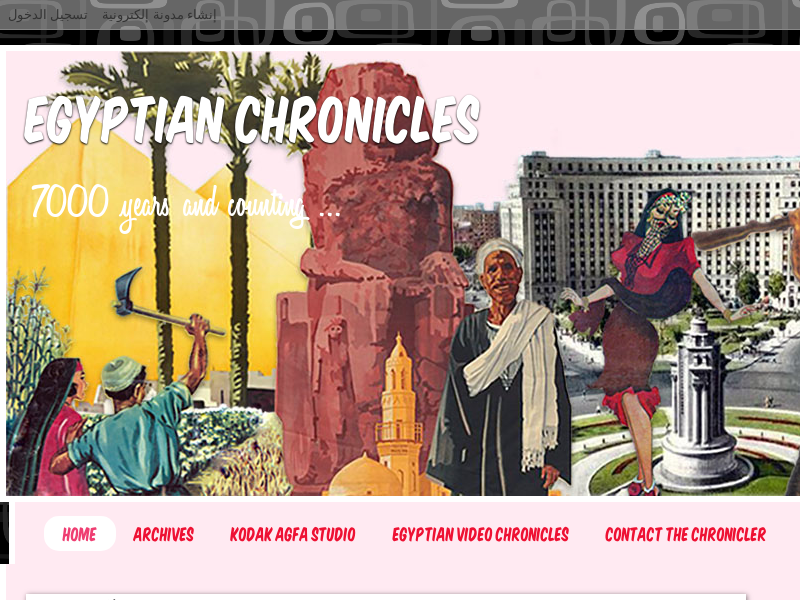 إنشاء مدونة إلكترونية تسجيل الدخول
EGYPTIAN CHRONICLES
7000 years and counting ...
HOME ARCHIVES KODAK AGFA STUDIO EGYPTIAN VIDEO CHRONICLES CONTACT THE CHRONICLER